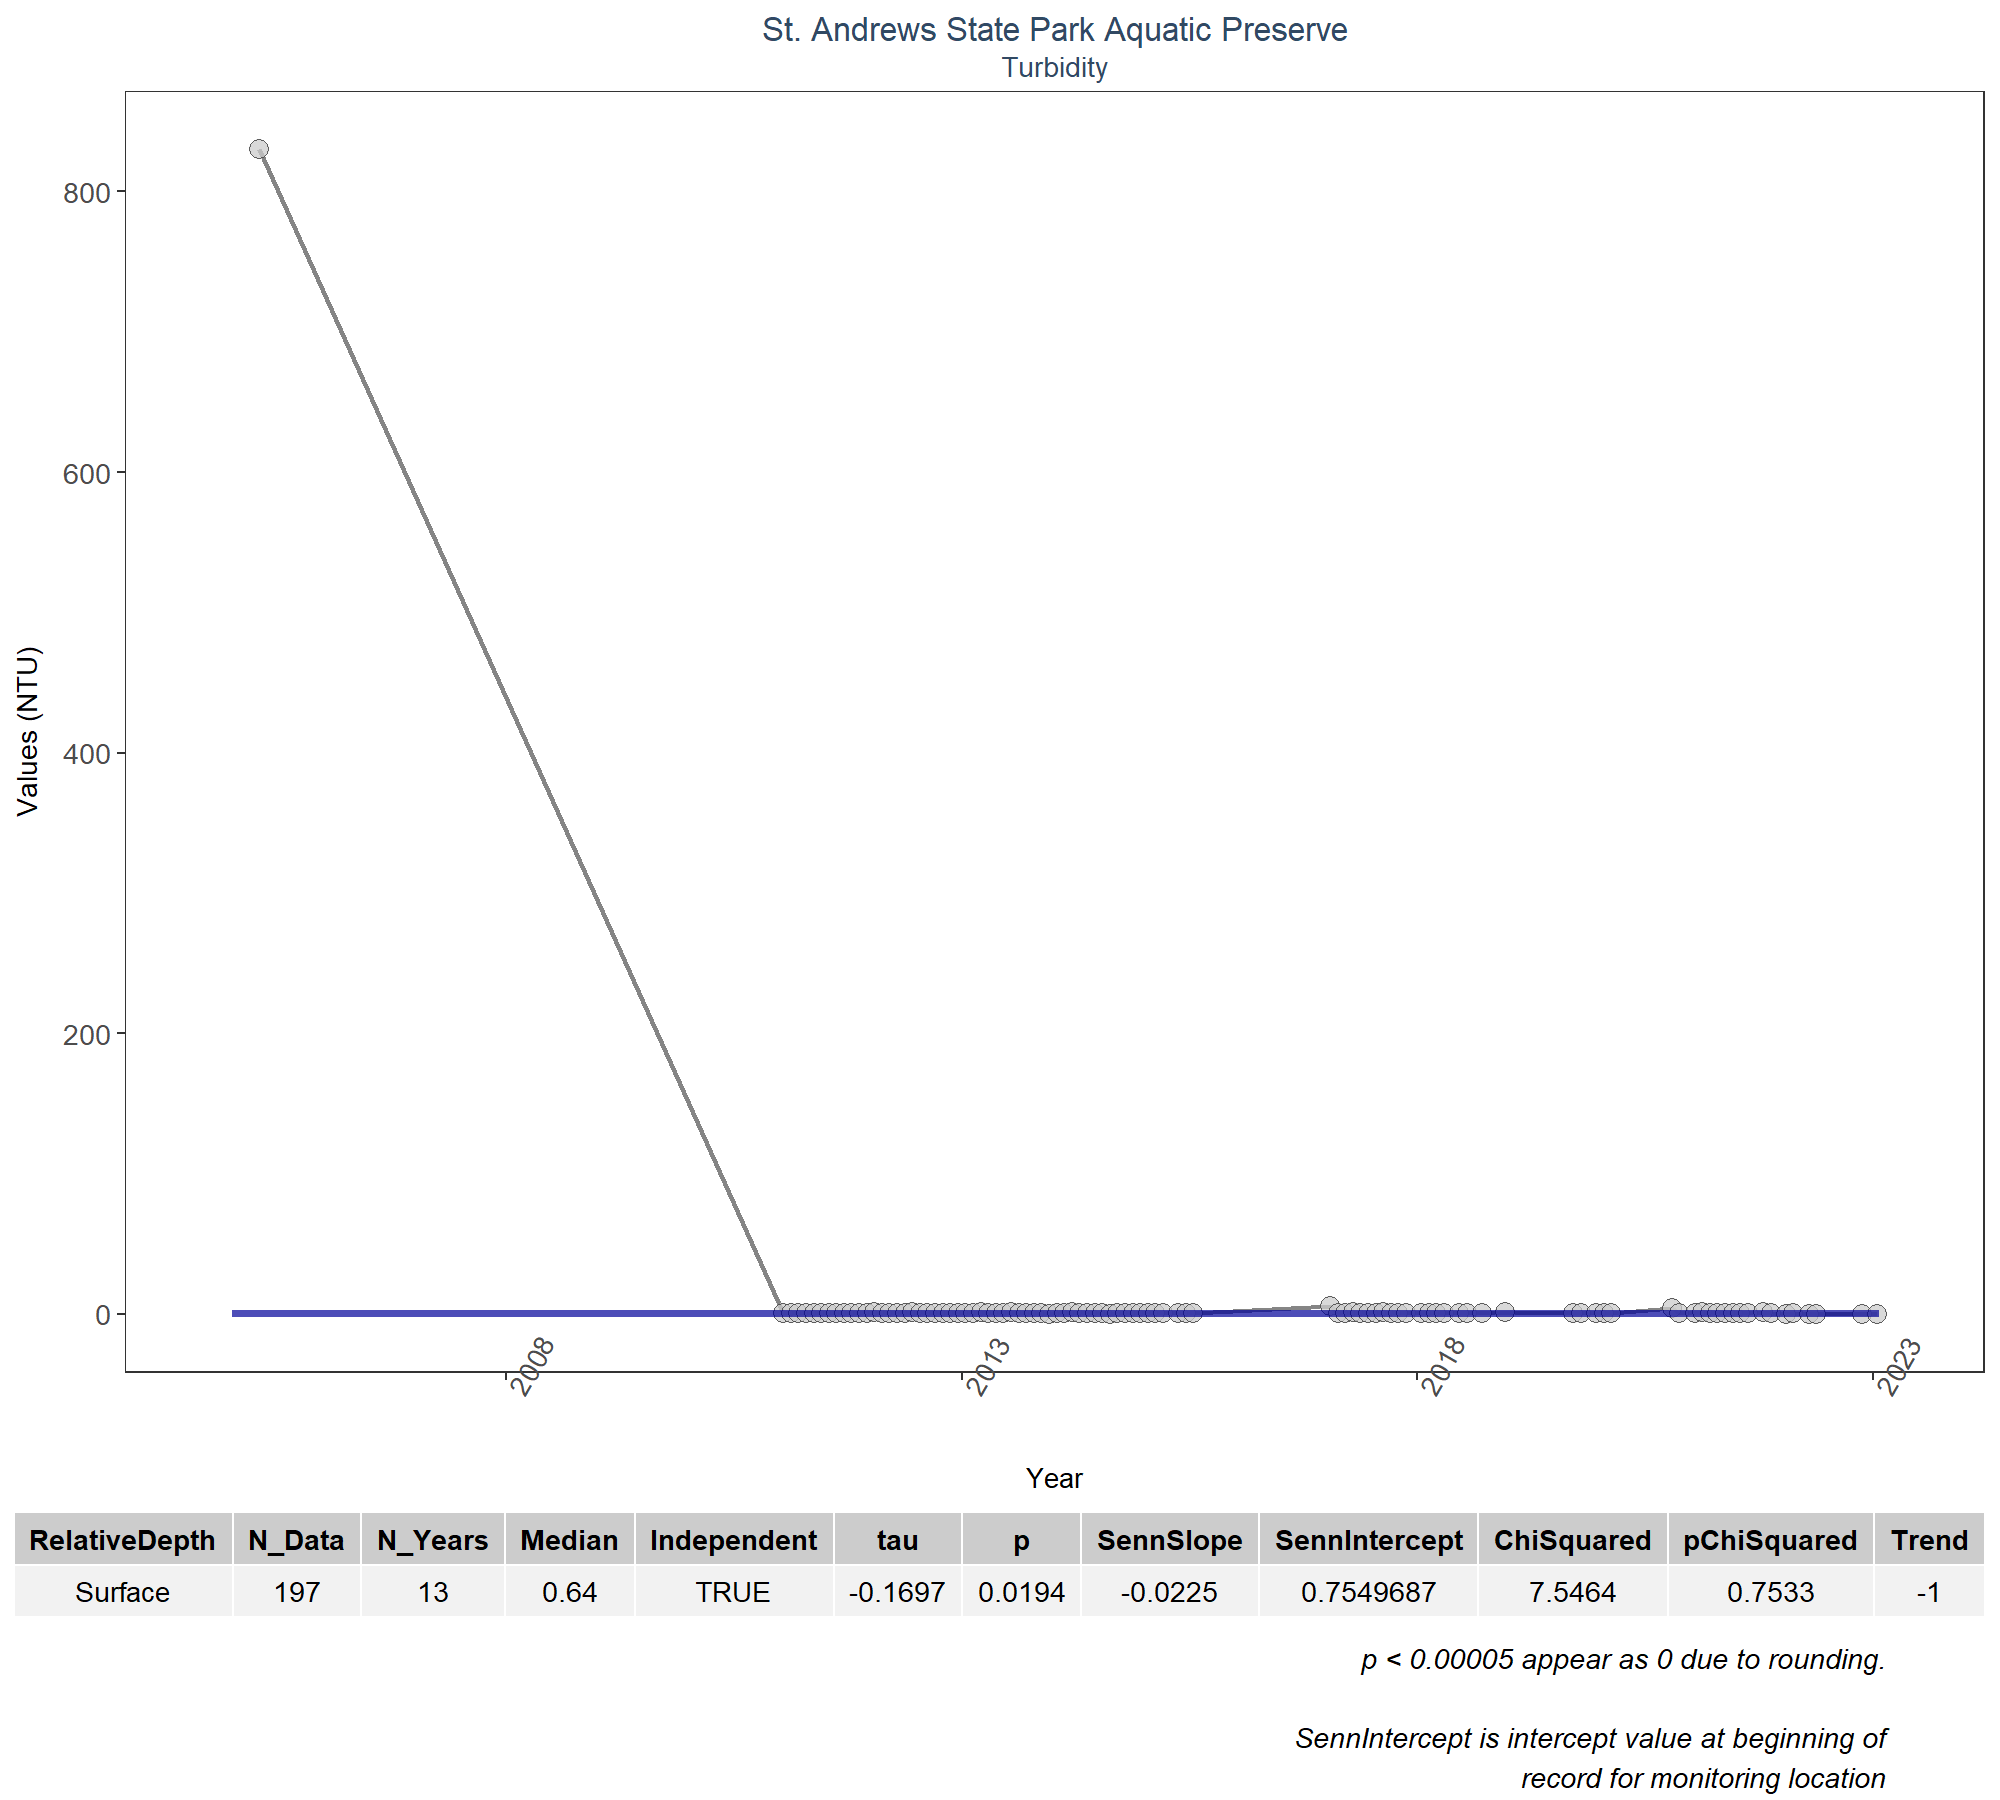 St. Andrews State Park Aquatic Preserve
Turbidity
Values (NTU)
800
600
400
200
0
2008 2013 2018 2023
Year
RelativeDepth N_Data N_Years Median Independent tau p SennSlope SennIntercept ChiSquared pChiSquared Trend
Surface 197 13 0.64 TRUE -0.1697 0.0194 -0.0225 0.7549687 7.5464 0.7533 -1
p < 0.00005 appear as 0 due to rounding.
SennIntercept is intercept value at beginning of
record for monitoring location